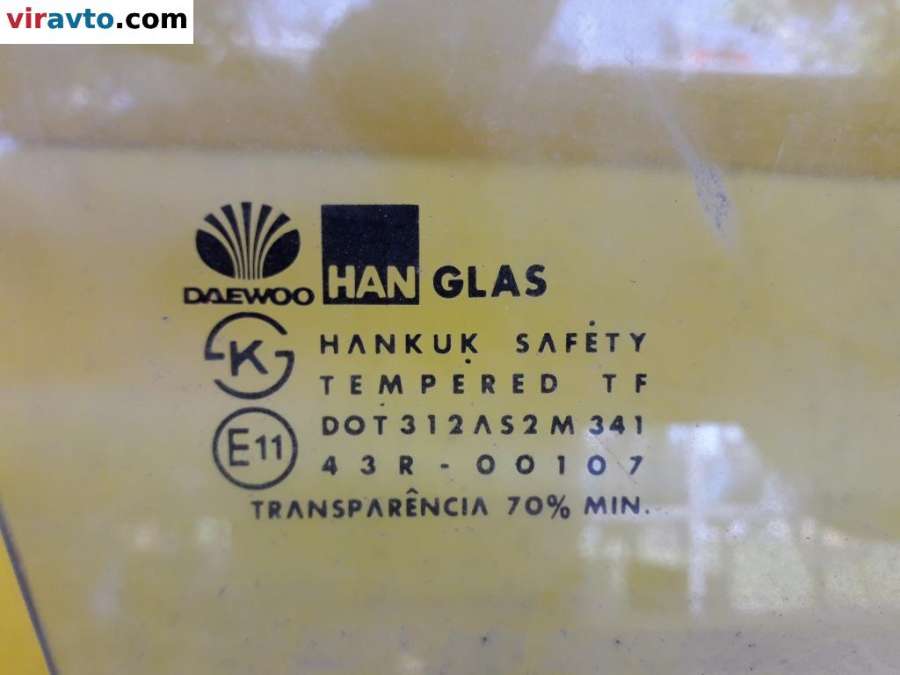 viravto.com
DAEWOO HAN GLAS
K HANKUK SAFETY
TEMPERED TF
E11 DOT 312 AS2 M 341
43R - 00107
TRANSPARÊNCIA 70% MIN.